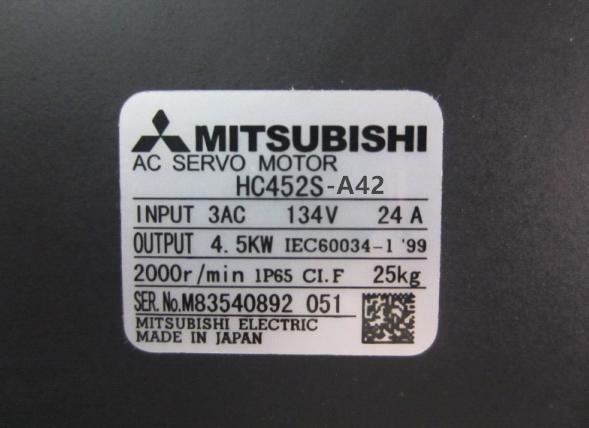 MITSUBISHI
AC SERVO MOTOR
HC452S-A42
INPUT 3AC 134V 24 A
OUTPUT 4.5KW IEC60034-1 '99
2000r/min IP65 CI.F 25kg
SER.No.M83540892 051
MITSUBISHI ELECTRIC
MADE IN JAPAN